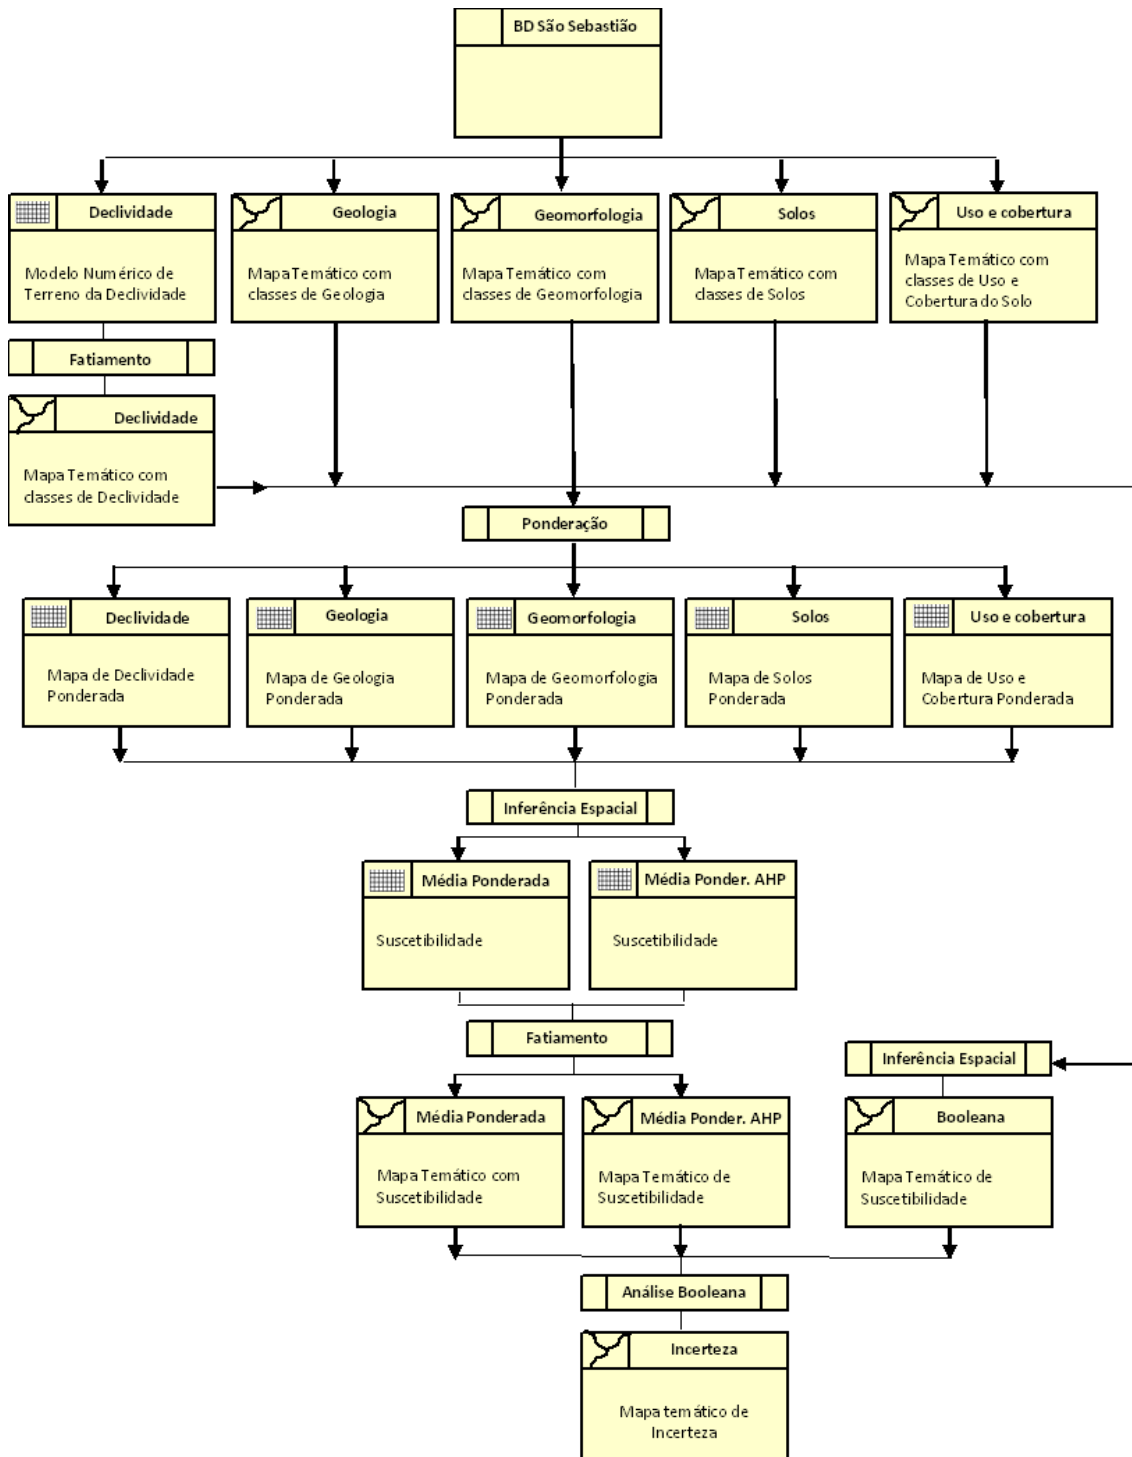 BD São Sebastião
Declividade
Modelo Numérico de
Terreno da Declividade
Geologia
Mapa Temático com
classes de Geologia
Geomorfologia
Mapa Temático com
classes de Geomorfologia
Solos
Mapa Temático com
classes de Solos
Uso e cobertura
Mapa Temático com
classes de Uso e
Cobertura do Solo
Fatiamento
Declividade
Mapa Temático com
classes de Declividade
Ponderação
Declividade
Mapa de Declividade
Ponderada
Geologia
Mapa de Geologia
Ponderada
Geomorfologia
Mapa de Geomorfologia
Ponderada
Solos
Mapa de Solos
Ponderada
Uso e cobertura
Mapa de Uso e
Cobertura Ponderada
Inferência Espacial
Média Ponderada
Suscetibilidade
Média Ponder. AHP
Suscetibilidade
Fatiamento
Inferência Espacial
Média Ponderada
Mapa Temático com
Suscetibilidade
Média Ponder. AHP
Mapa Temático de
Suscetibilidade
Booleana
Mapa Temático de
Suscetibilidade
Análise Booleana
Incerteza
Mapa temático de
Incerteza